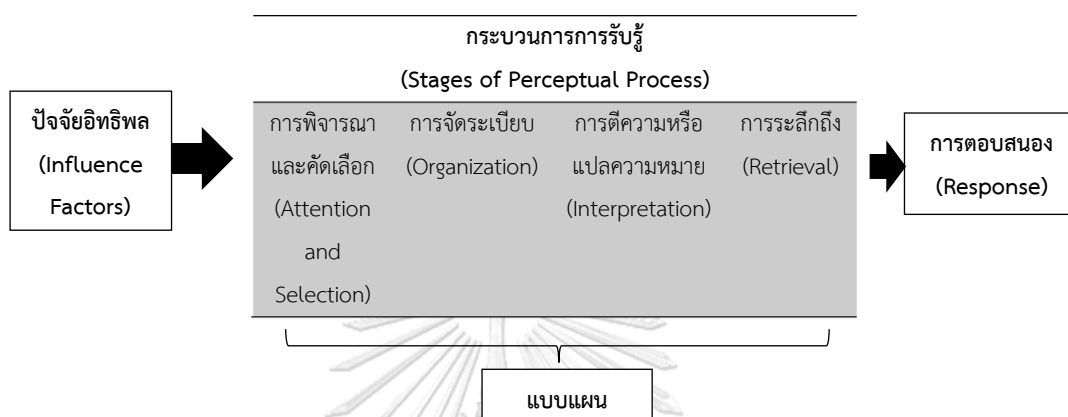 กระบวนการการรับรู้
(Stages of Perceptual Process)
ปัจจัยอิทธิพล
(Influence
Factors)
การพิจารณา
และคัดเลือก
(Attention
and
Selection)
การจัดระเบียบ
(Organization)
การตีความหรือ
แปลความหมาย
(Interpretation)
การระลึกถึง
(Retrieval)
การตอบสนอง
(Response)
แบบแผน